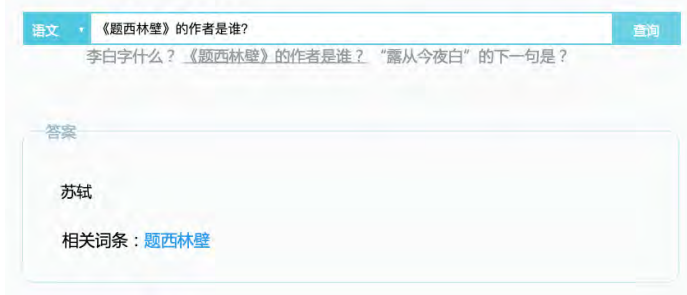 语文 《题西林壁》的作者是谁? 查询
李白字什么？ 《题西林壁》的作者是谁？ “露从今夜白”的下一句是？
答案
苏轼
相关词条：题西林壁